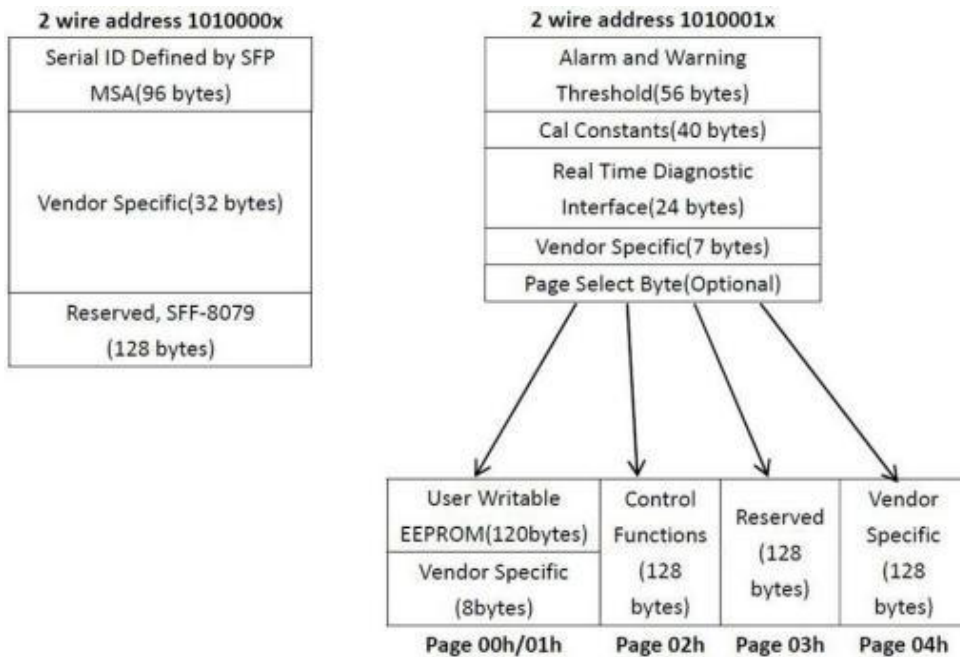 2 wire address 1010000x
Serial ID Defined by SFP
MSA(96 bytes)
Vendor Specific(32 bytes)
Reserved, SFF-8079
(128 bytes)
2 wire address 1010001x
Alarm and Warning
Threshold(56 bytes)
Cal Constants(40 bytes)
Real Time Diagnostic
Interface(24 bytes)
Vendor Specific(7 bytes)
Page Select Byte(Optional)
User Writable
EEPROM(120bytes)
Vendor Specific
(8bytes)
Page 00h/01h
Control
Functions
(128
bytes)
Page 02h
Reserved
(128
bytes)
Page 03h
Vendor
Specific
(128
bytes)
Page 04h